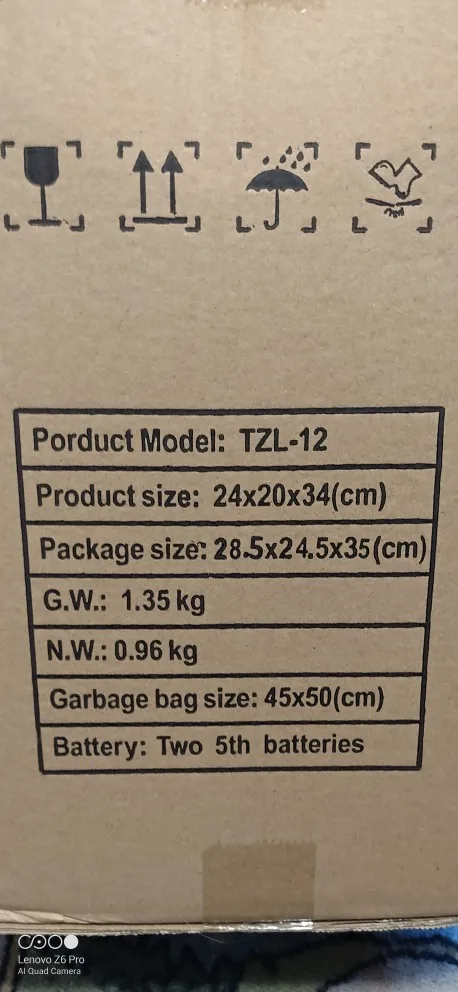 Porduct Model: TZL-12
Product size: 24x20x34(cm)
Package size: 28.5x24.5x35(cm)
G.W.: 1.35 kg
N.W.: 0.96 kg
Garbage bag size: 45x50(cm)
Battery: Two 5th batteries
Lenovo Z6 Pro
AI Quad Camera